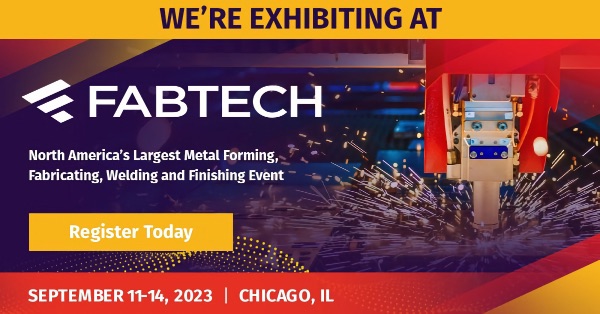 WE'RE EXHIBITING AT
FABTECH
North America's Largest Metal Forming,
Fabricating, Welding and Finishing Event
Register Today
SEPTEMBER 11-14, 2023 | CHICAGO, IL